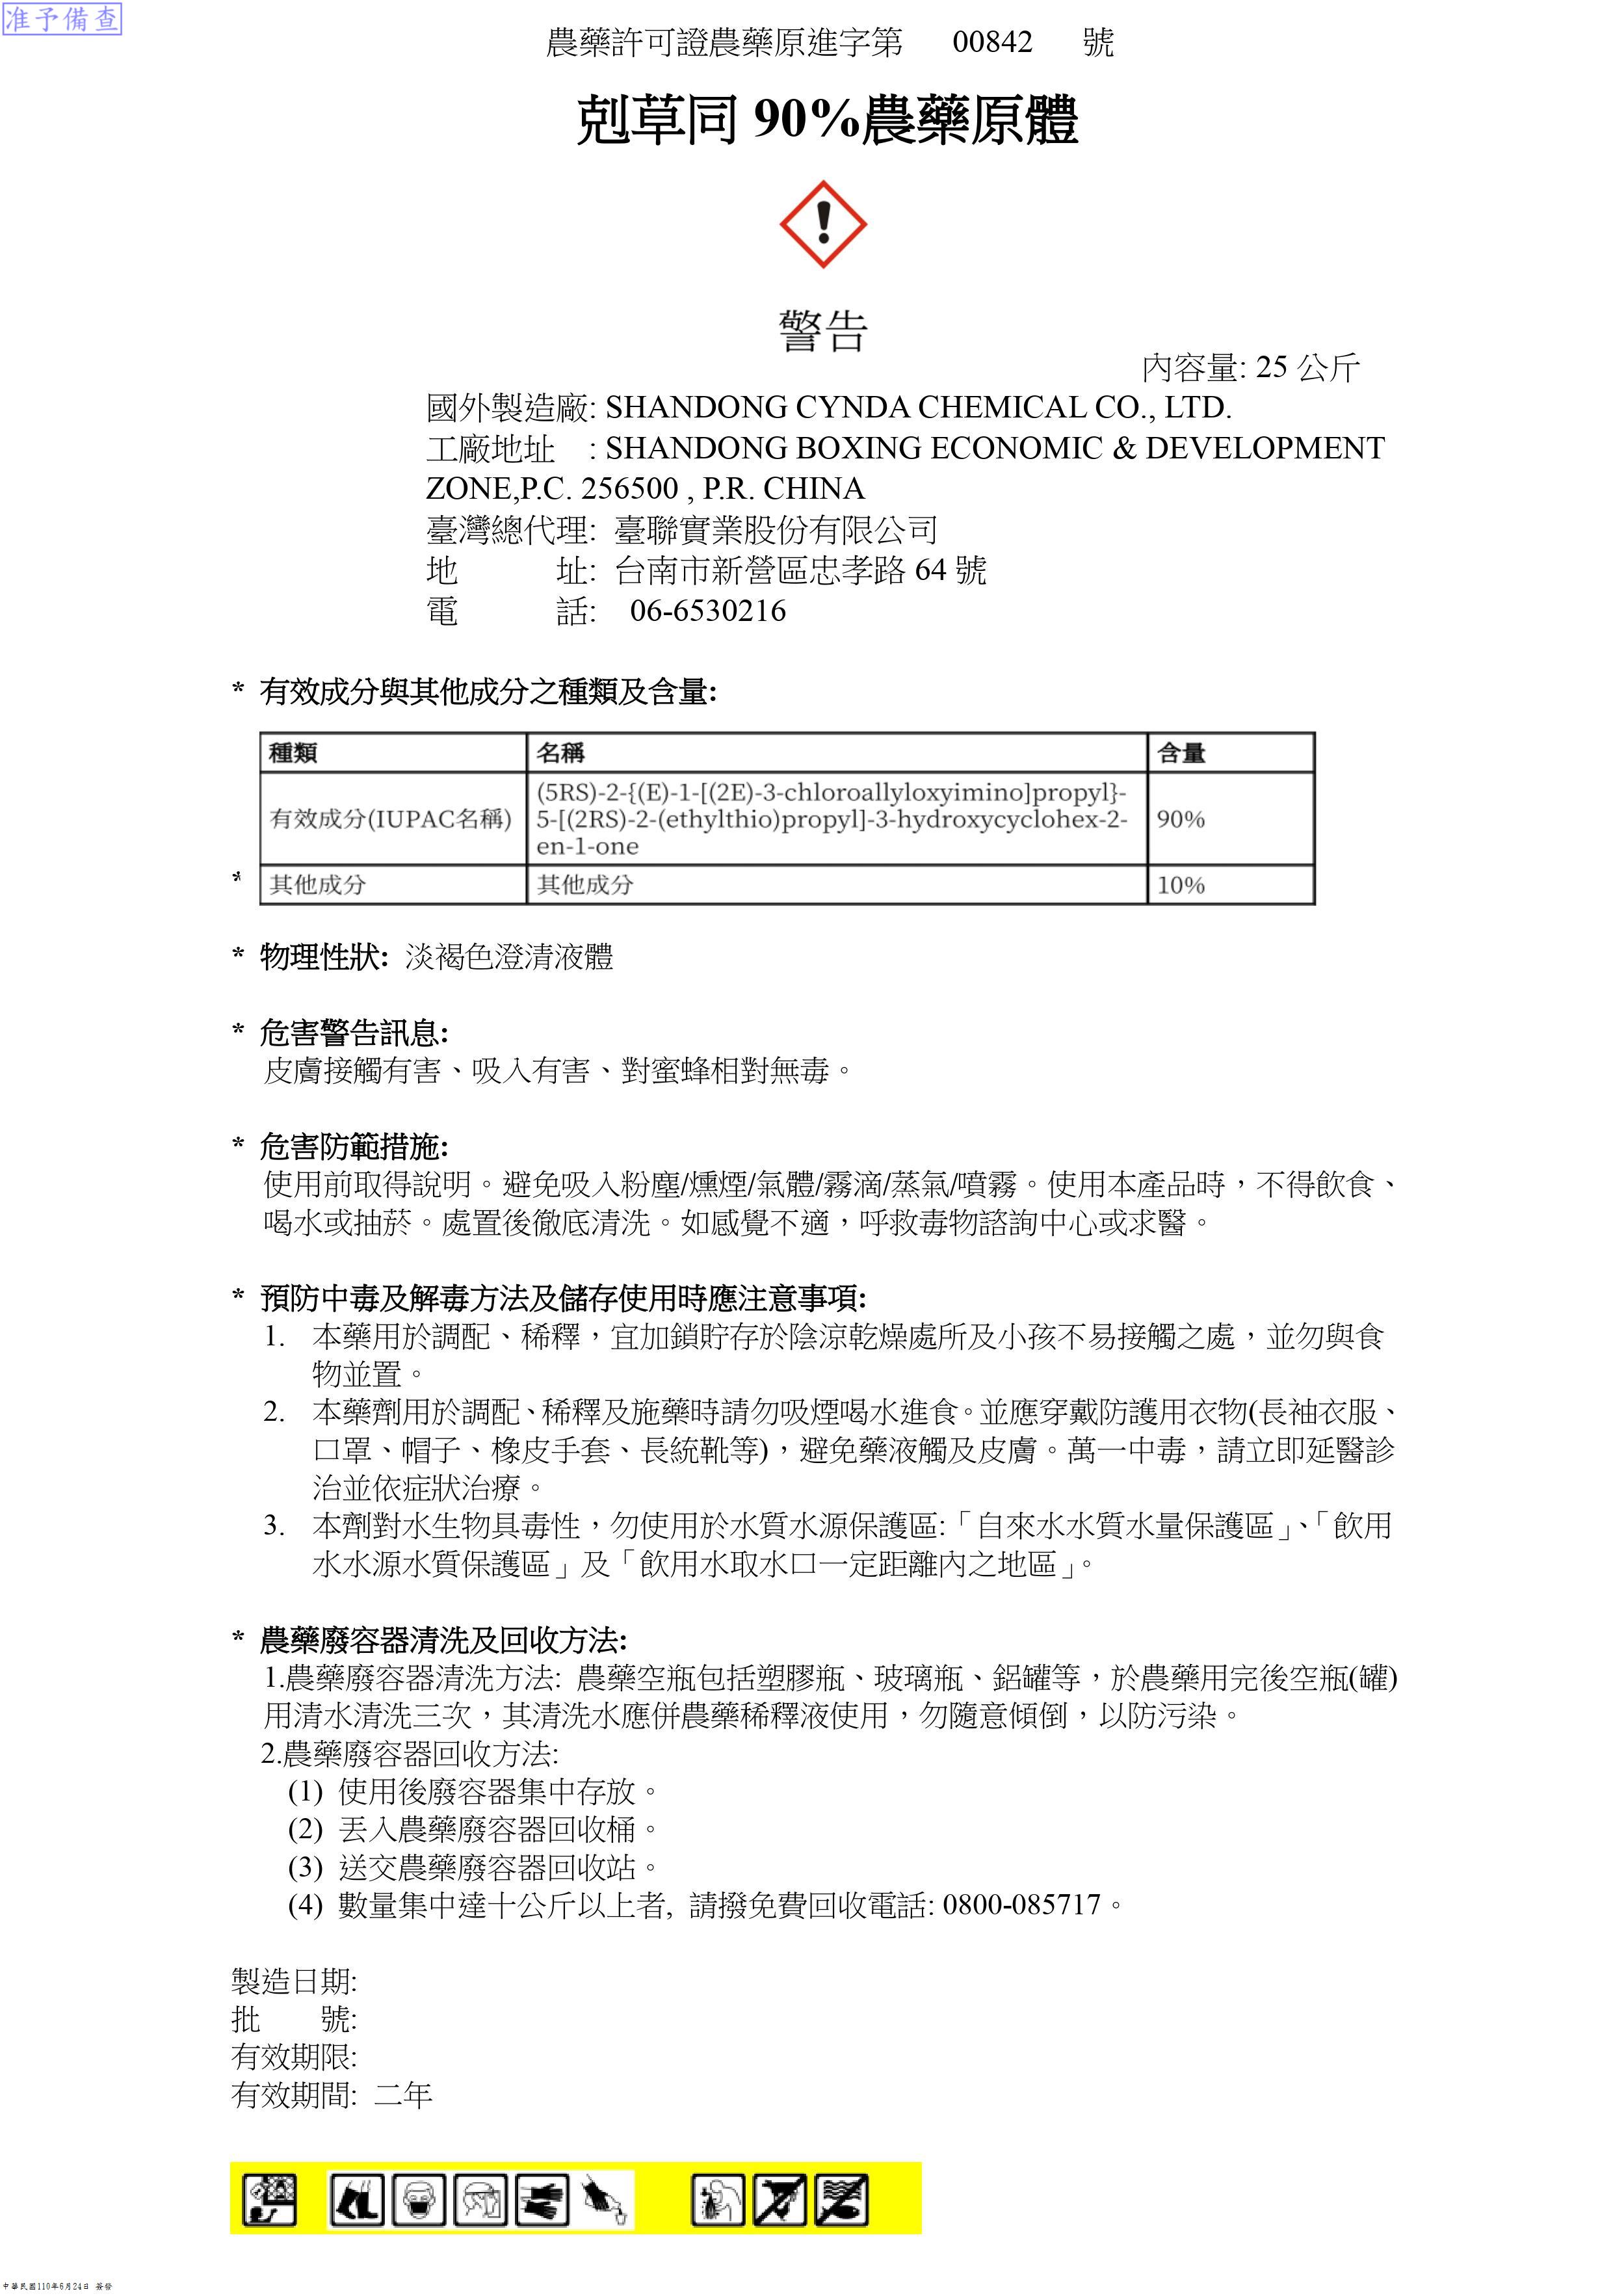 准予備查
農藥許可證農藥原進字第 00842 號
剋草同 90%農藥原體
警告
內容量: 25 公斤
國外製造廠: SHANDONG CYNDA CHEMICAL CO., LTD.
工廠地址 : SHANDONG BOXING ECONOMIC & DEVELOPMENT
ZONE,P.C. 256500 , P.R. CHINA
臺灣總代理: 臺聯實業股份有限公司
地 址: 台南市新營區忠孝路 64 號
電 話: 06-6530216
* 有效成分與其他成分之種類及含量:
種類 名稱 含量
有效成分(IUPAC名稱) (5RS)-2-{(E)-1-[(2E)-3-chloroallyloxyimino]propyl}-
5-[(2RS)-2-(ethylthio)propyl]-3-hydroxycyclohex-2- 90%
en-1-one
* 其他成分 其他成分 10%
* 物理性狀: 淡褐色澄清液體
* 危害警告訊息:
皮膚接觸有害、吸入有害、對蜜蜂相對無毒。
* 危害防範措施:
使用前取得說明。避免吸入粉塵/燻煙/氣體/霧滴/蒸氣/噴霧。使用本產品時，不得飲食、
喝水或抽菸。處置後徹底清洗。如感覺不適，呼救毒物諮詢中心或求醫。
* 預防中毒及解毒方法及儲存使用時應注意事項:
1. 本藥用於調配、稀釋，宜加鎖貯存於陰涼乾燥處所及小孩不易接觸之處，並勿與食
物並置。
2. 本藥劑用於調配、稀釋及施藥時請勿吸煙喝水進食。並應穿戴防護用衣物(長袖衣服、
口罩、帽子、橡皮手套、長統靴等)，避免藥液觸及皮膚。萬一中毒，請立即延醫診
治並依症狀治療。
3. 本劑對水生物具毒性，勿使用於水質水源保護區:「自來水水質水量保護區」、「飲用
水水源水質保護區」及「飲用水取水口一定距離內之地區」。
* 農藥廢容器清洗及回收方法:
1.農藥廢容器清洗方法: 農藥空瓶包括塑膠瓶、玻璃瓶、鋁罐等，於農藥用完後空瓶(罐)
用清水清洗三次，其清洗水應併農藥稀釋液使用，勿隨意傾倒，以防污染。
2.農藥廢容器回收方法:
(1) 使用後廢容器集中存放。
(2) 丟入農藥廢容器回收桶。
(3) 送交農藥廢容器回收站。
(4) 數量集中達十公斤以上者, 請撥免費回收電話: 0800-085717。
製造日期:
批 號:
有效期限:
有效期間: 二年
中華民國110年6月24日 簽發